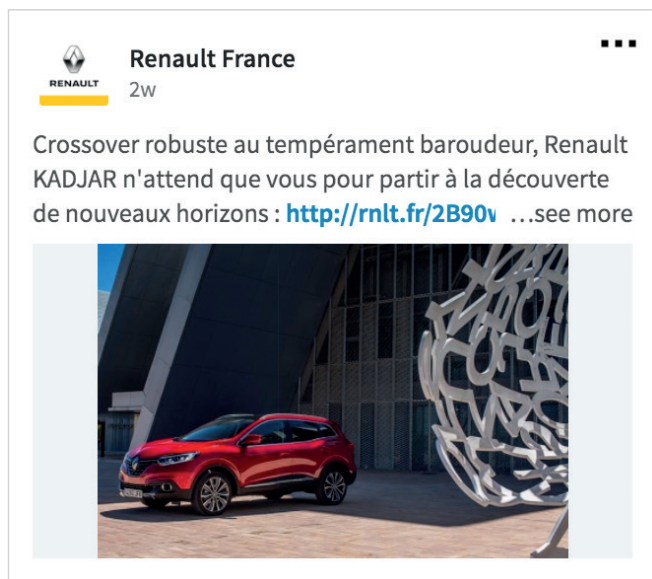 RENAULT
Renault France
2w
Crossover robuste au tempérament baroudeur, Renault
KADJAR n'attend que vous pour partir à la découverte
de nouveaux horizons : http://rnlt.fr/2B90 …see more